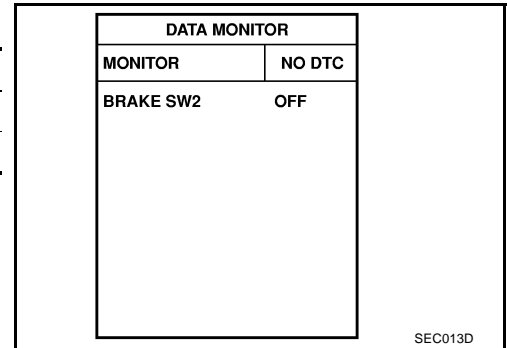 DATA MONITOR
MONITOR NO DTC
BRAKE SW2 OFF
SEC013D